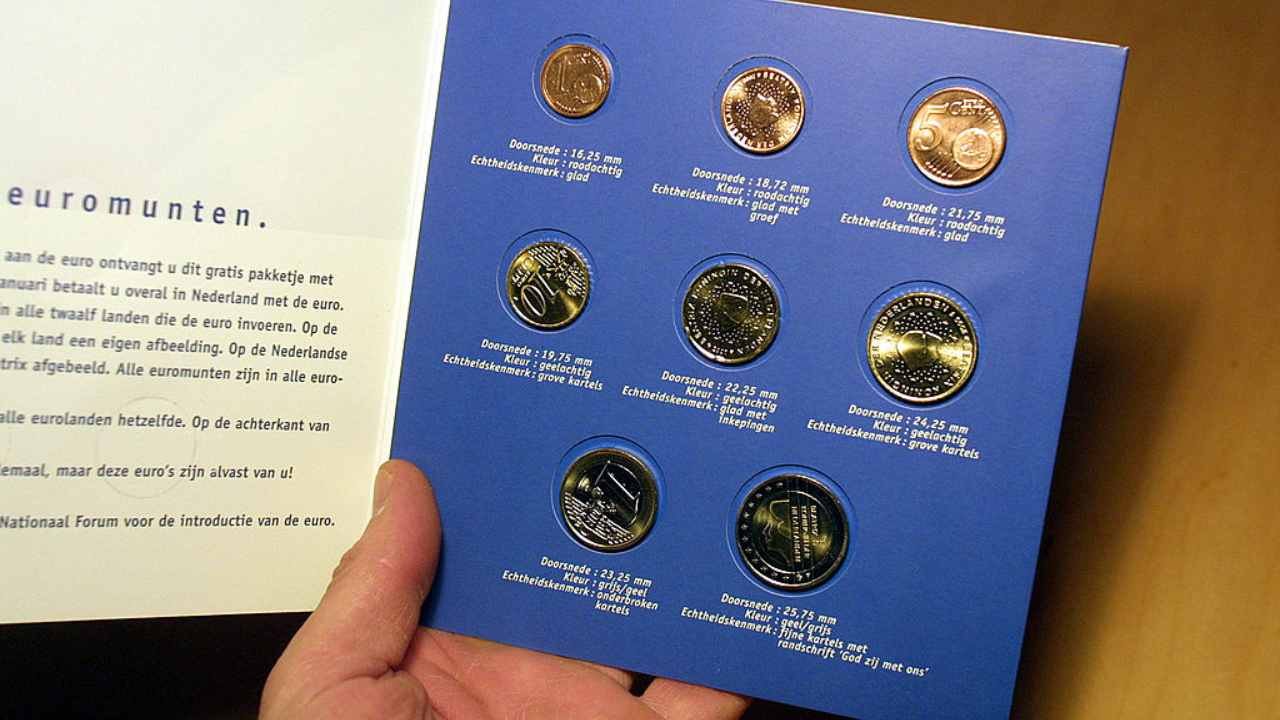 euromunten.
aan de euro ontvangt u dit gratis pakketje met
anuari betaalt u overal in Nederland met de euro.
n alle twaalf landen die de euro invoeren. Op de
elk land een eigen afbeelding. Op de Nederlandse
trix afgebeeld. Alle euromunten zijn in alle euro-
alle eurolanden hetzelfde. Op de achterkant van
emaal, maar deze euro's zijn alvast van u!
Nationaal Forum voor de introductie van de euro.
1
Doorsnede : 16,25 mm
Kleur : roodachtig
Echtheidskenmerk : glad
Doorsnede : 18,72 mm
Kleur : roodachtig
Echtheidskenmerk : glad met
groef
5
CENT
Doorsnede : 21,75 mm
Kleur : roodachtig
Echtheidskenmerk : glad
10
Doorsnede : 19,75 mm
Kleur : geelachtig
Echtheidskenmerk : grove kartels
Doorsnede : 22,25 mm
Kleur : geelachtig
Echtheidskenmerk : glad met
inkepingen
Doorsnede : 24,25 mm
Kleur : geelachtig
Echtheidskenmerk : grove kartels
1
Doorsnede : 23,25 mm
Kleur : grijs/geel
Echtheidskenmerk : onderbroken
kartels
Doorsnede : 25,75 mm
Kleur : geel/grijs
Echtheidskenmerk : fijne kartels met
randschrift 'God zij met ons'